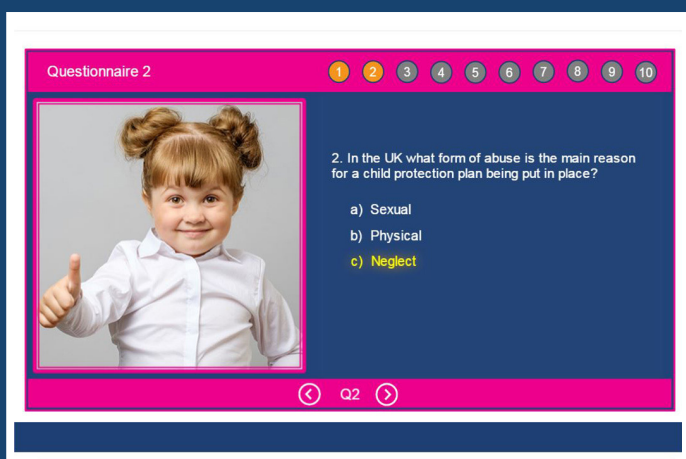 Questionnaire 2
1 2 3 4 5 6 7 8 9 10
2. In the UK what form of abuse is the main reason
for a child protection plan being put in place?
a) Sexual
b) Physical
c) Neglect
Q2